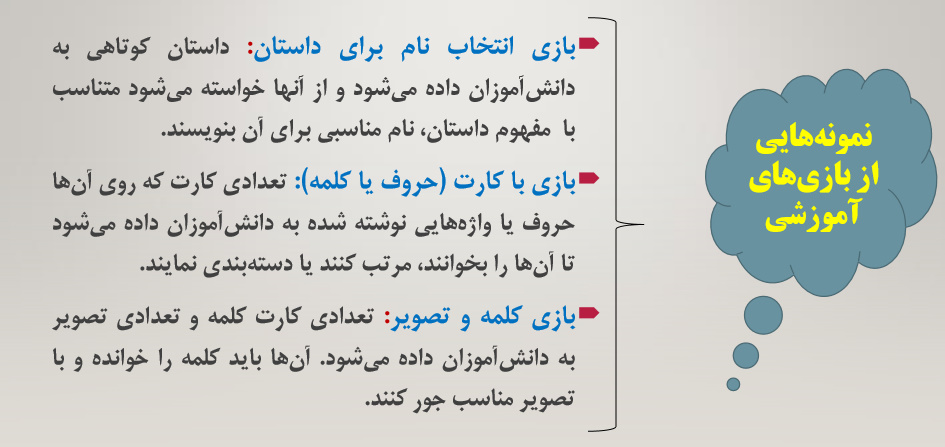 نمونه‌هایی
از بازی‌های
آموزشی
بازی انتخاب نام برای داستان: داستان کوتاهی به
دانش‌آموزان داده می‌شود و از آنها خواسته می‌شود متناسب
با مفهوم داستان، نام مناسبی برای آن بنویسند.
بازی با کارت (حروف یا کلمه): تعدادی کارت که روی آن‌ها
حروف یا واژه‌هایی نوشته شده به دانش‌آموزان داده می‌شود
تا آن‌ها را بخوانند، مرتب کنند یا دسته‌بندی نمایند.
بازی کلمه و تصویر: تعدادی کارت کلمه و تعدادی تصویر
به دانش‌آموزان داده می‌شود. آن‌ها باید کلمه را خوانده و با
تصویر مناسب جور کنند.